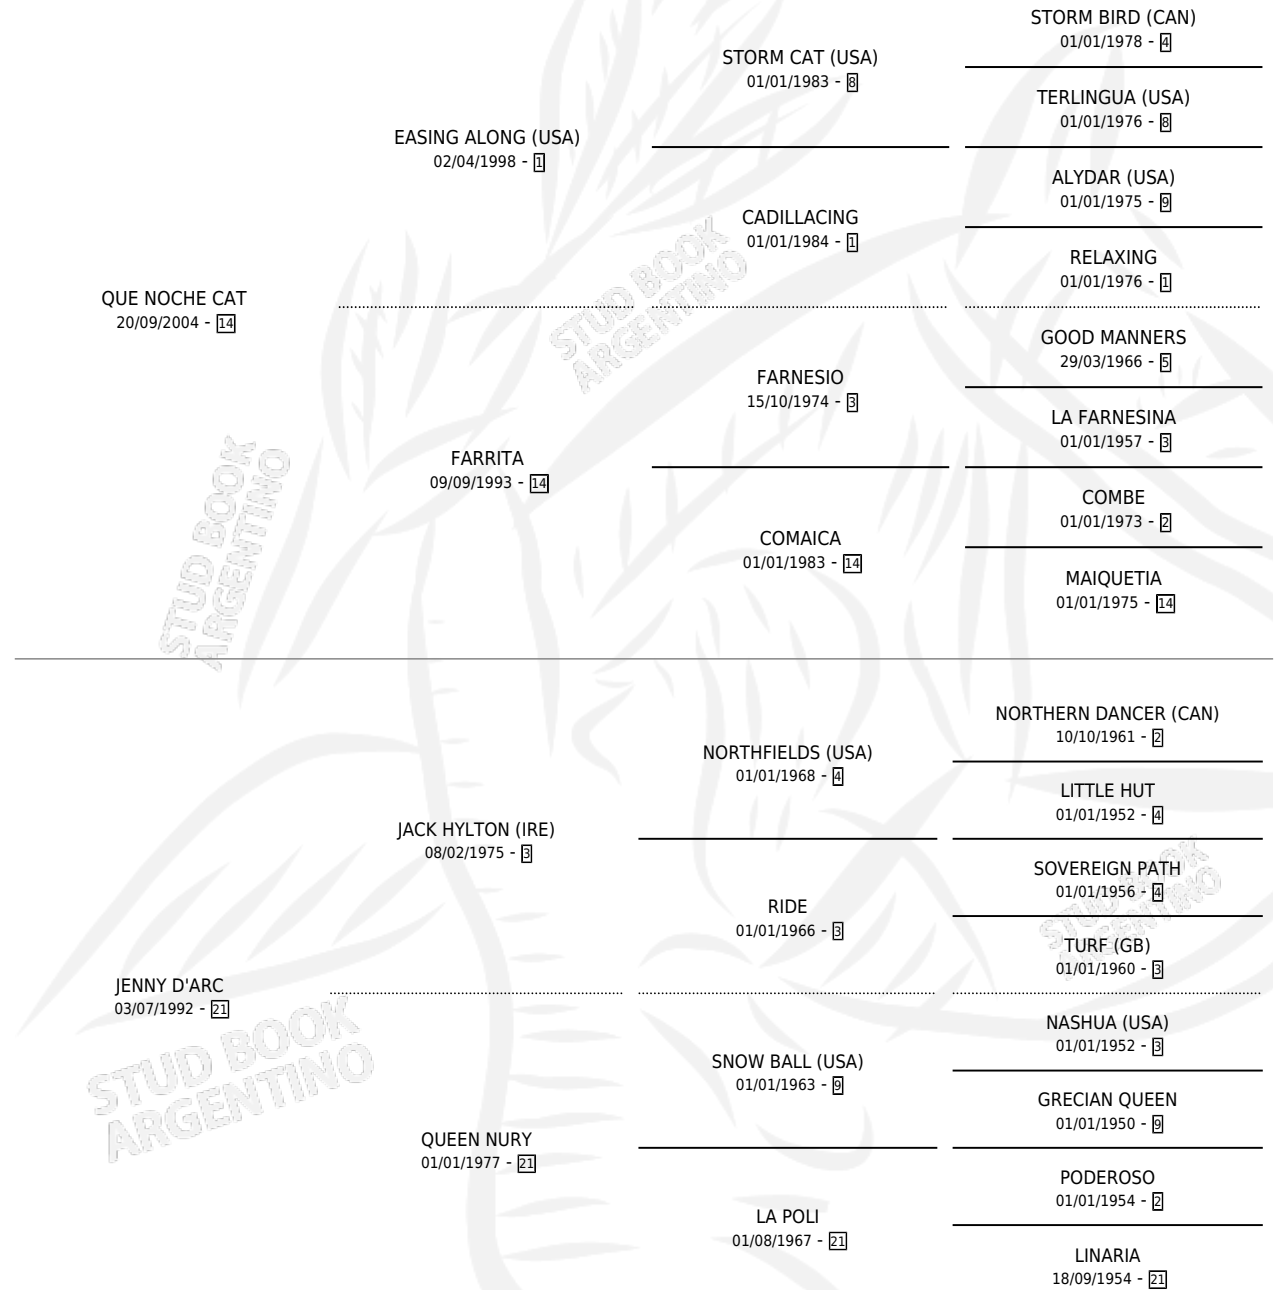 STORM BIRD (CAN)
01/01/1978 - 4
STORM CAT (USA)
01/01/1983 - 8
TERLINGUA (USA)
01/01/1976 - 8
EASING ALONG (USA)
02/04/1998 - 1
ALYDAR (USA)
01/01/1975 - 9
CADILLACING
01/01/1984 - 1
RELAXING
01/01/1976 - 1
QUE NOCHE CAT
20/09/2004 - 14
STUD BOOK
ARGENTINO
GOOD MANNERS
29/03/1966 - 5
FARNESIO
15/10/1974 - 3
LA FARNESINA
01/01/1957 - 3
FARRITA
09/09/1993 - 14
COMBE
01/01/1973 - 2
COMAICA
01/01/1983 - 14
MAIQUETIA
01/01/1975 - 14
STUD BOOK
ARGENTINO
NORTHERN DANCER (CAN)
10/10/1961 - 2
NORTHFIELDS (USA)
01/01/1968 - 4
LITTLE HUT
01/01/1952 - 4
JACK HYLTON (IRE)
08/02/1975 - 3
SOVEREIGN PATH
01/01/1956 - 4
RIDE
01/01/1966 - 3
TURF (GB)
01/01/1960 - 3
STUD BOOK
ARGENTINO
JENNY D'ARC
03/07/1992 - 21
STUD BOOK
ARGENTINO
NASHUA (USA)
01/01/1952 - 3
SNOW BALL (USA)
01/01/1963 - 9
GRECIAN QUEEN
01/01/1950 - 9
QUEEN NURY
01/01/1977 - 21
PODEROSO
01/01/1954 - 2
LA POLI
01/08/1967 - 21
LINARIA
18/09/1954 - 21